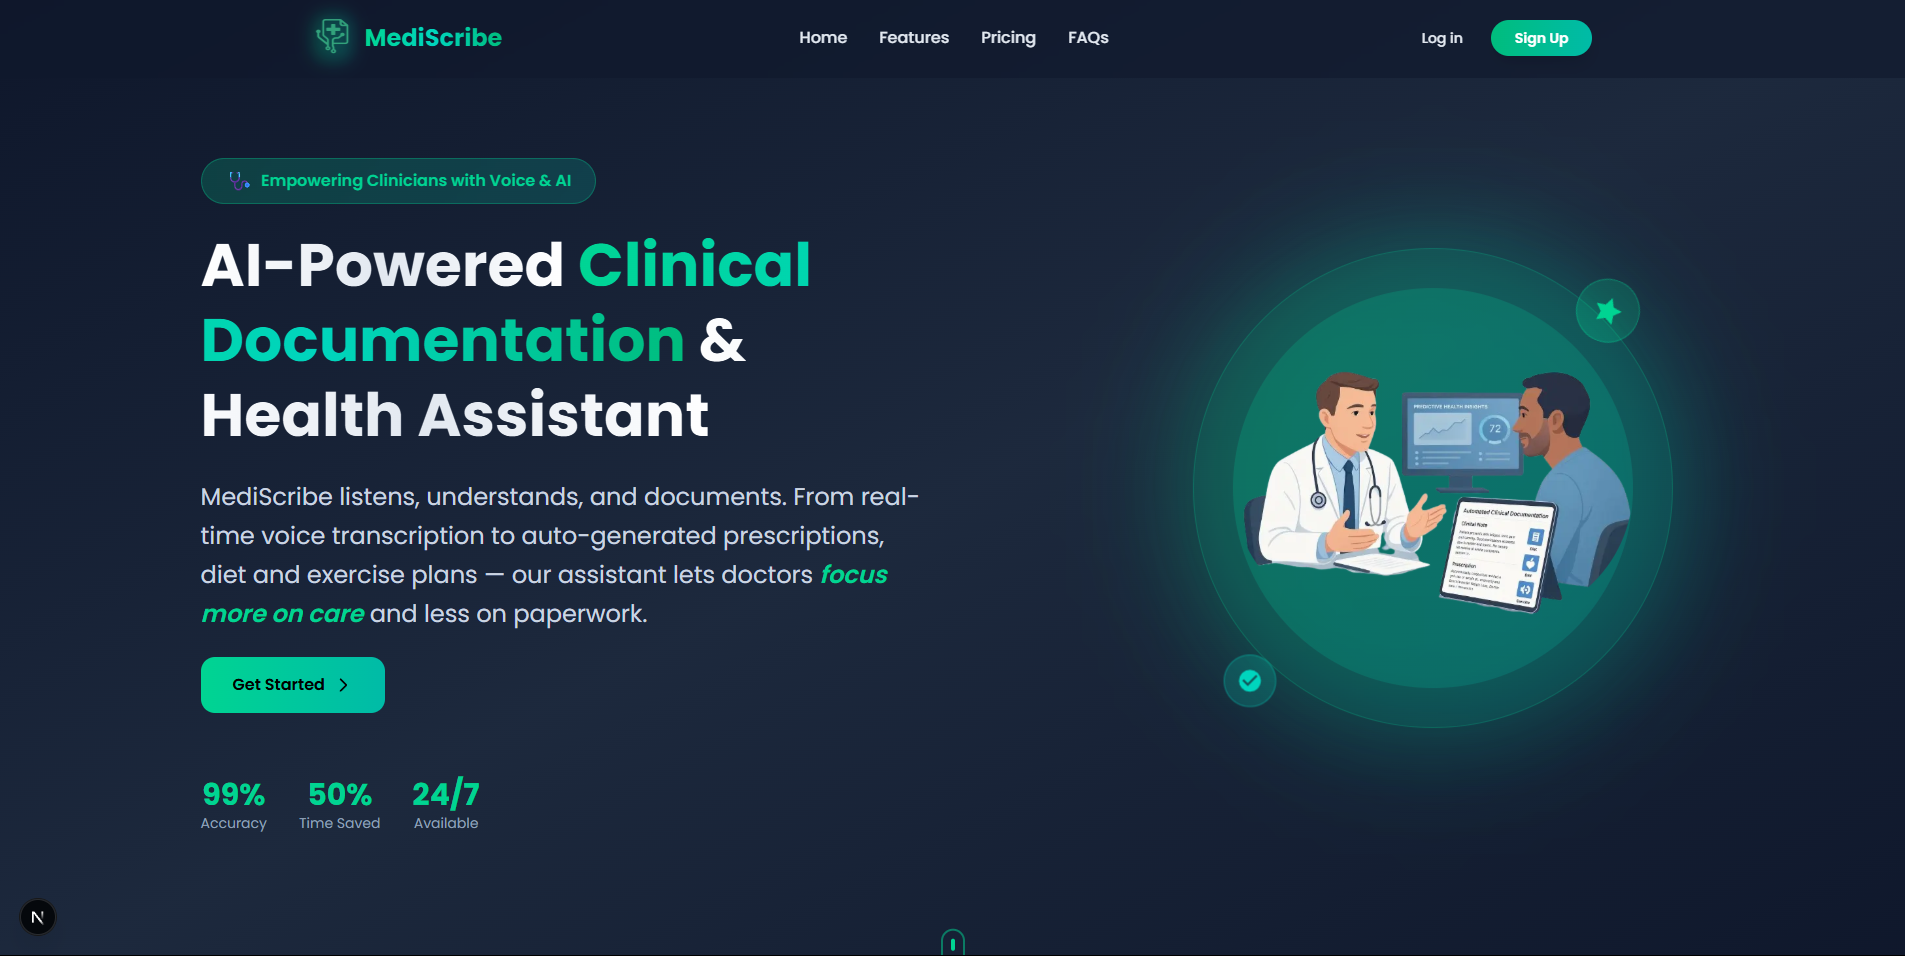 MediScribe
Home
Features
Pricing
FAQs
Log in
Sign Up
Empowering Clinicians with Voice & AI
AI-Powered Clinical
Documentation &
Health Assistant
MediScribe listens, understands, and documents. From real-
time voice transcription to auto-generated prescriptions,
diet and exercise plans — our assistant lets doctors focus
more on care and less on paperwork.
Get Started
99%
Accuracy
50%
Time Saved
24/7
Available
PREDICTIVE HEALTH INSIGHTS
72
Automated Clinical Documentation
Clinical Note
Prescription
N